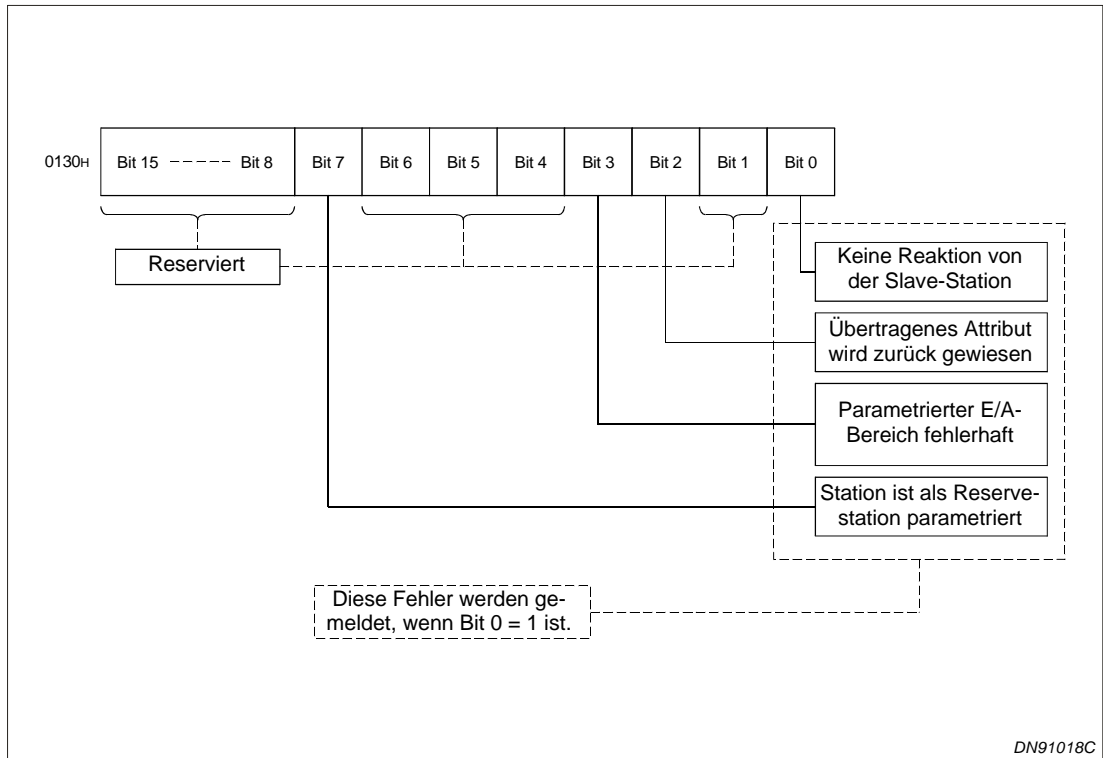 0130H Bit 15 Bit 8 Bit 7 Bit 6 Bit 5 Bit 4 Bit 3 Bit 2 Bit 1 Bit 0
Reserviert
Keine Reaktion von
der Slave-Station
Übertragenes Attribut
wird zurück gewiesen
Parametrierter E/A-
Bereich fehlerhaft
Station ist als Reserve-
station parametriert
Diese Fehler werden ge-
meldet, wenn Bit 0 = 1 ist.
DN91018C